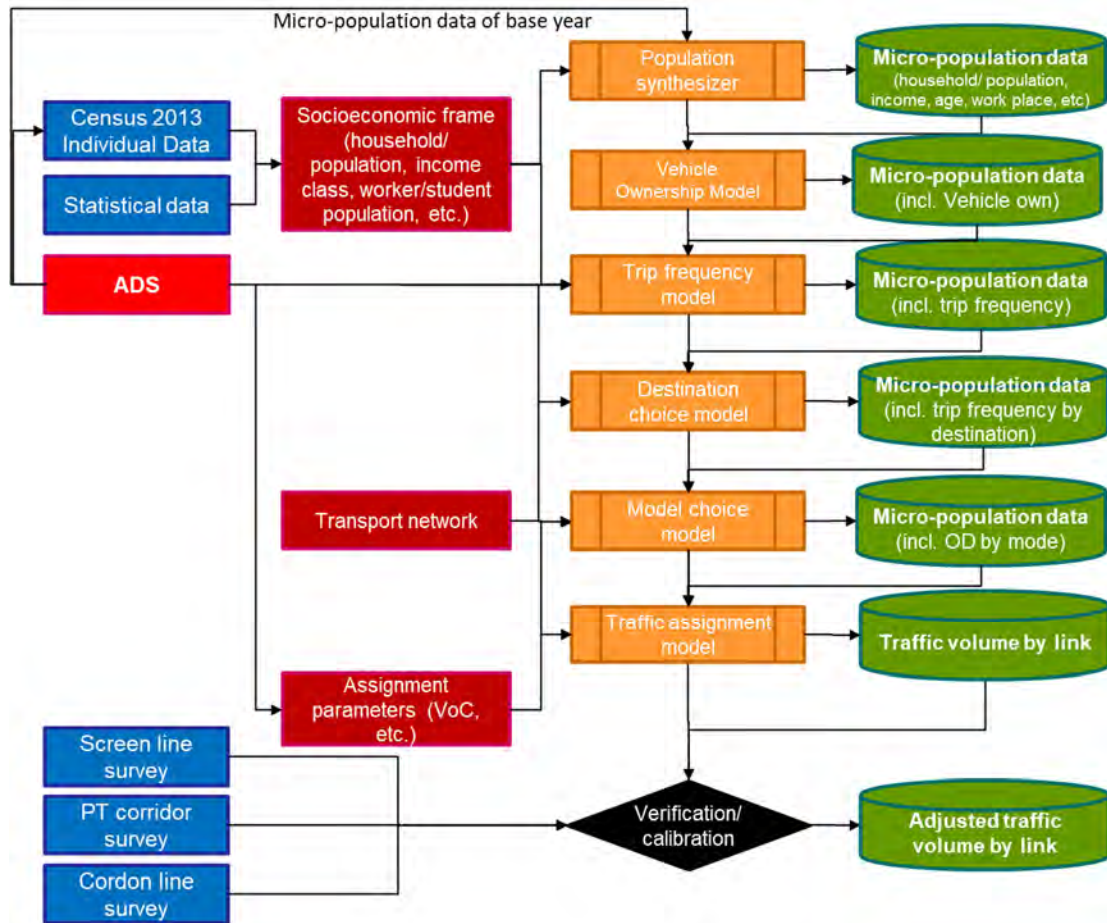 Micro-population data of base year
Population
synthesizer
Micro-population data
(household/ population,
income, age, work place, etc)
Census 2013
Individual Data
Statistical data
Socioeconomic frame
(household/
population, income
class, worker/student
population, etc.)
Vehicle
Ownership Model
Micro-population data
(incl. Vehicle own)
ADS
Trip frequency
model
Micro-population data
(incl. trip frequency)
Destination
choice model
Micro-population data
(incl. trip frequency by
destination)
Transport network
Model choice
model
Micro-population data
(incl. OD by mode)
Traffic assignment
model
Traffic volume by link
Assignment
parameters (VoC,
etc.)
Screen line
survey
PT corridor
survey
Cordon line
survey
Verification/
calibration
Adjusted traffic
volume by link